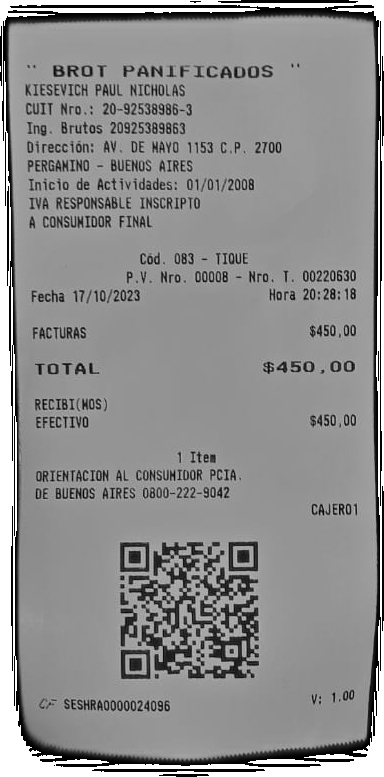 " BROT PANIFICADOS "
KIESEVICH PAUL NICHOLAS
CUIT Nro.: 20-92538986-3
Ing. Brutos 20925389863
Dirección: AV. DE MAYO 1153 C.P. 2700
PERGAMINO - BUENOS AIRES
Inicio de Actividades: 01/01/2008
IVA RESPONSABLE INSCRIPTO
A CONSUMIDOR FINAL
Cód. 083 - TIQUE
P.V. Nro. 00008 - Nro. T. 00220630
Fecha 17/10/2023 Hora 20:28:18
FACTURAS $450,00
TOTAL $450,00
RECIBI(MOS)
EFECTIVO $450,00
1 Item
ORIENTACION AL CONSUMIDOR PCIA.
DE BUENOS AIRES 0800-222-9042
CAJERO1
CF SESHRA0000024096 V: 1.00